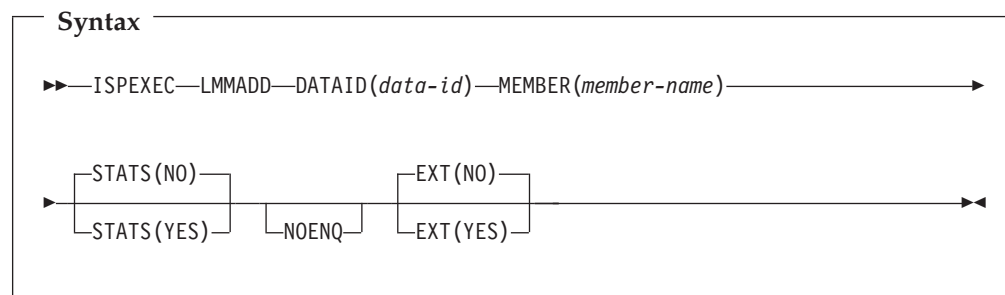 Syntax
ISPEXEC LMMADD DATAID(data-id) MEMBER(member-name)
STATS(NO) EXT(NO)
STATS(YES) NOENQ EXT(YES)